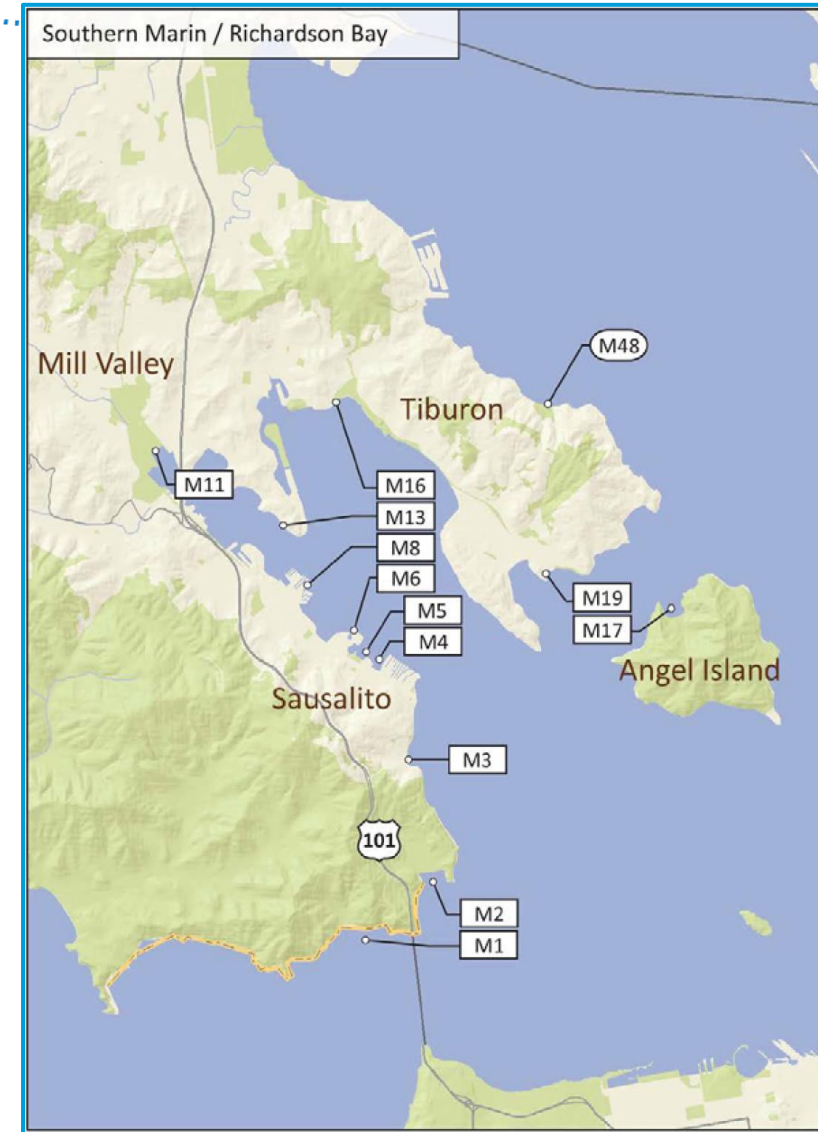 Southern Marin / Richardson Bay
M48
Mill Valley
Tiburon
M11
M16
M13
M8
M6
M5
M4
M19
M17
Angel Island
Sausalito
M3
101
M2
M1